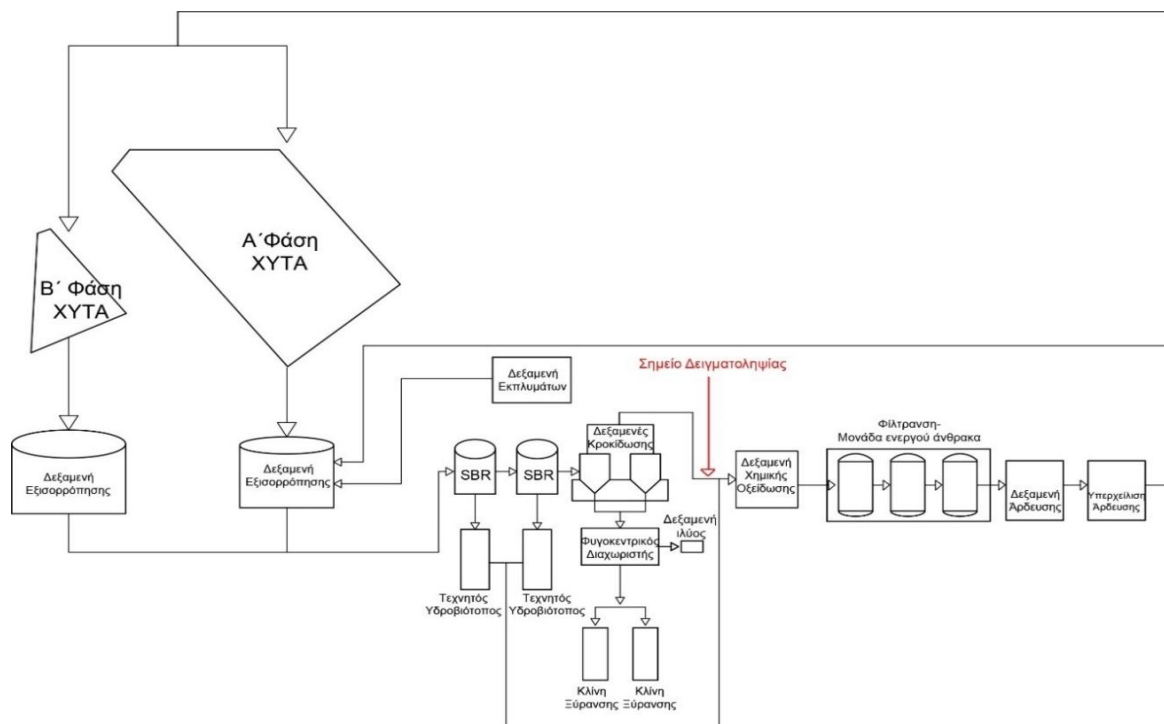 Α΄Φάση
ΧΥΤΑ
Β΄ Φάση
ΧΥΤΑ
Δεξαμενή
Εκπλυμάτων
Σημείο Δειγματοληψίας
Δεξαμενή
Εξισορρόπησης
Δεξαμενή
Εξισορρόπησης
SBR
SBR
Δεξαμενές
Κροκίδωσης
Δεξαμενή
Χημικής
Οξείδωσης
Φίλτρανση-
Μονάδα ενεργού άνθρακα
Δεξαμενή
Άρδευσης
Υπερχείλιση
Άρδευσης
Φυγοκεντρικός
Διαχωριστής
Δεξαμενή
ιλύος
Τεχνητός
Υδροβιότοπος
Τεχνητός
Υδροβιότοπος
Κλίνη
Ξύρανσης
Κλίνη
Ξύρανσης